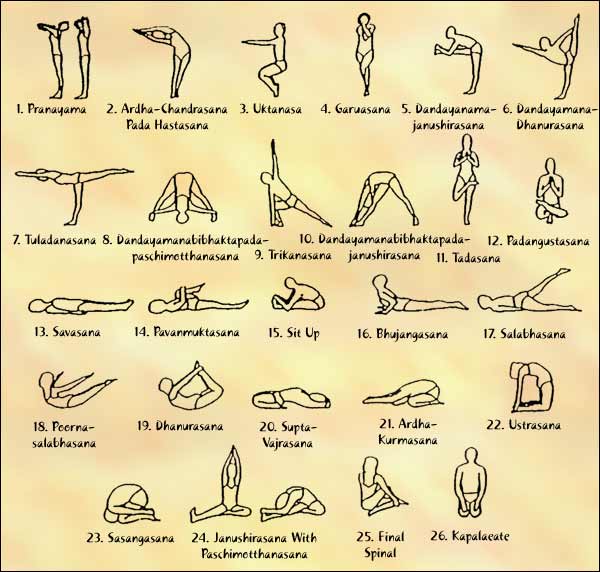 1. Pranayama
2. Ardha-Chandrasana
Pada Hastasana
3. Uktanasa
4. Garuasana
5. Dandayanama-
janushirasana
6. Dandayamana-
Dhanurasana
7. Tuladanasana
8. Dandayamanabibhaktapada-
paschimotthanasana
9. Trikanasana
10. Dandayamanabibhaktapada-
janushirasana
11. Tadasana
12. Padangustasana
13. Savasana
14. Pavanmuktasana
15. Sit Up
16. Bhujangasana
17. Salabhasana
18. Poorna-
salabhasana
19. Dhanurasana
20. Supta-
Vajrasana
21. Ardha-
Kurmasana
22. Ustrasana
23. Sasangasana
24. Janushirasana With
Paschimotthanasana
25. Final
Spinal
26. Kapalaeate